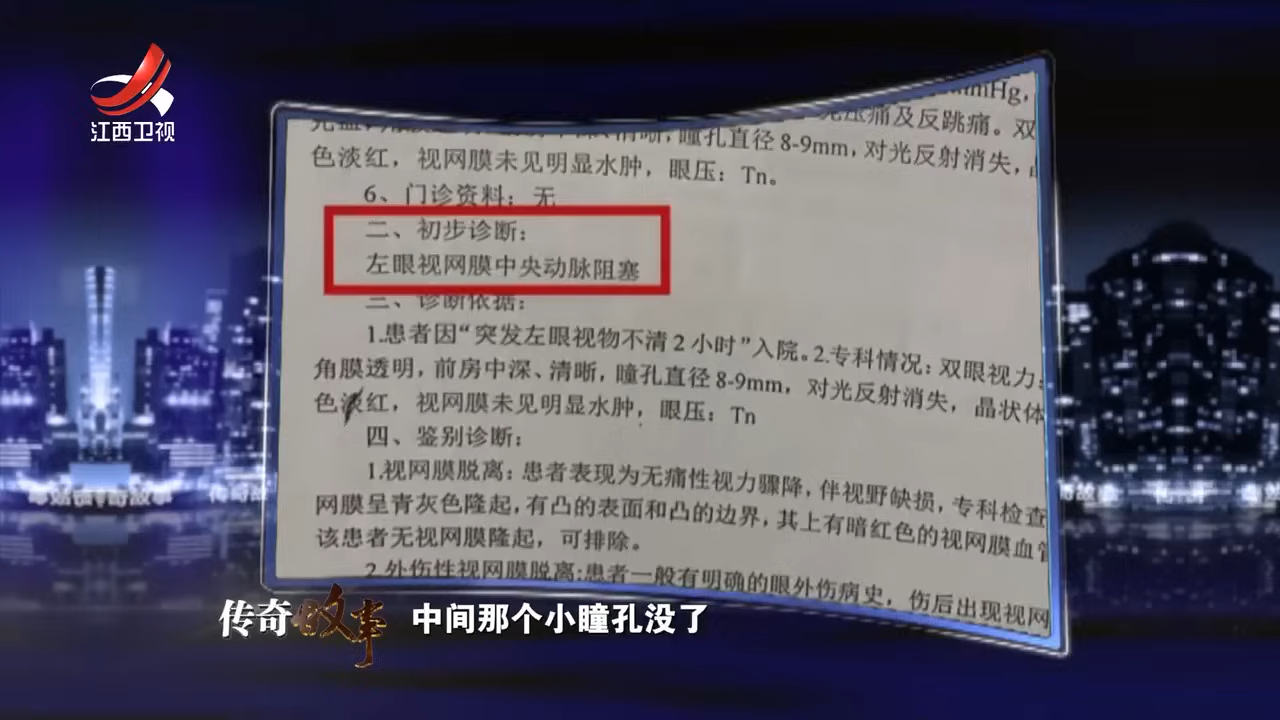 江西卫视
mmHg，
压痛及反跳痛。双
清晰，瞳孔直径8-9mm，对光反射消失，
色淡红，视网膜未见明显水肿，眼压：Tn。
6、门诊资料：无
二、初步诊断：
左眼视网膜中央动脉阻塞
三、诊断依据：
1.患者因“突发左眼视物不清2小时”入院。2.专科情况：双眼视力：
角膜透明，前房中深、清晰，瞳孔直径8-9mm，对光反射消失，晶状体
色淡红，视网膜未见明显水肿，眼压：Tn
四、鉴别诊断：
1.视网膜脱离：患者表现为无痛性视力骤降，伴视野缺损，专科检查
网膜呈青灰色隆起，有凸的表面和凸的边界，其上有暗红色的视网膜血管
该患者无视网膜隆起，可排除。
2.外伤性视网膜脱离:患者一般有明确的眼外伤病史，伤后出现视网
传奇故事
中间那个小瞳孔没了